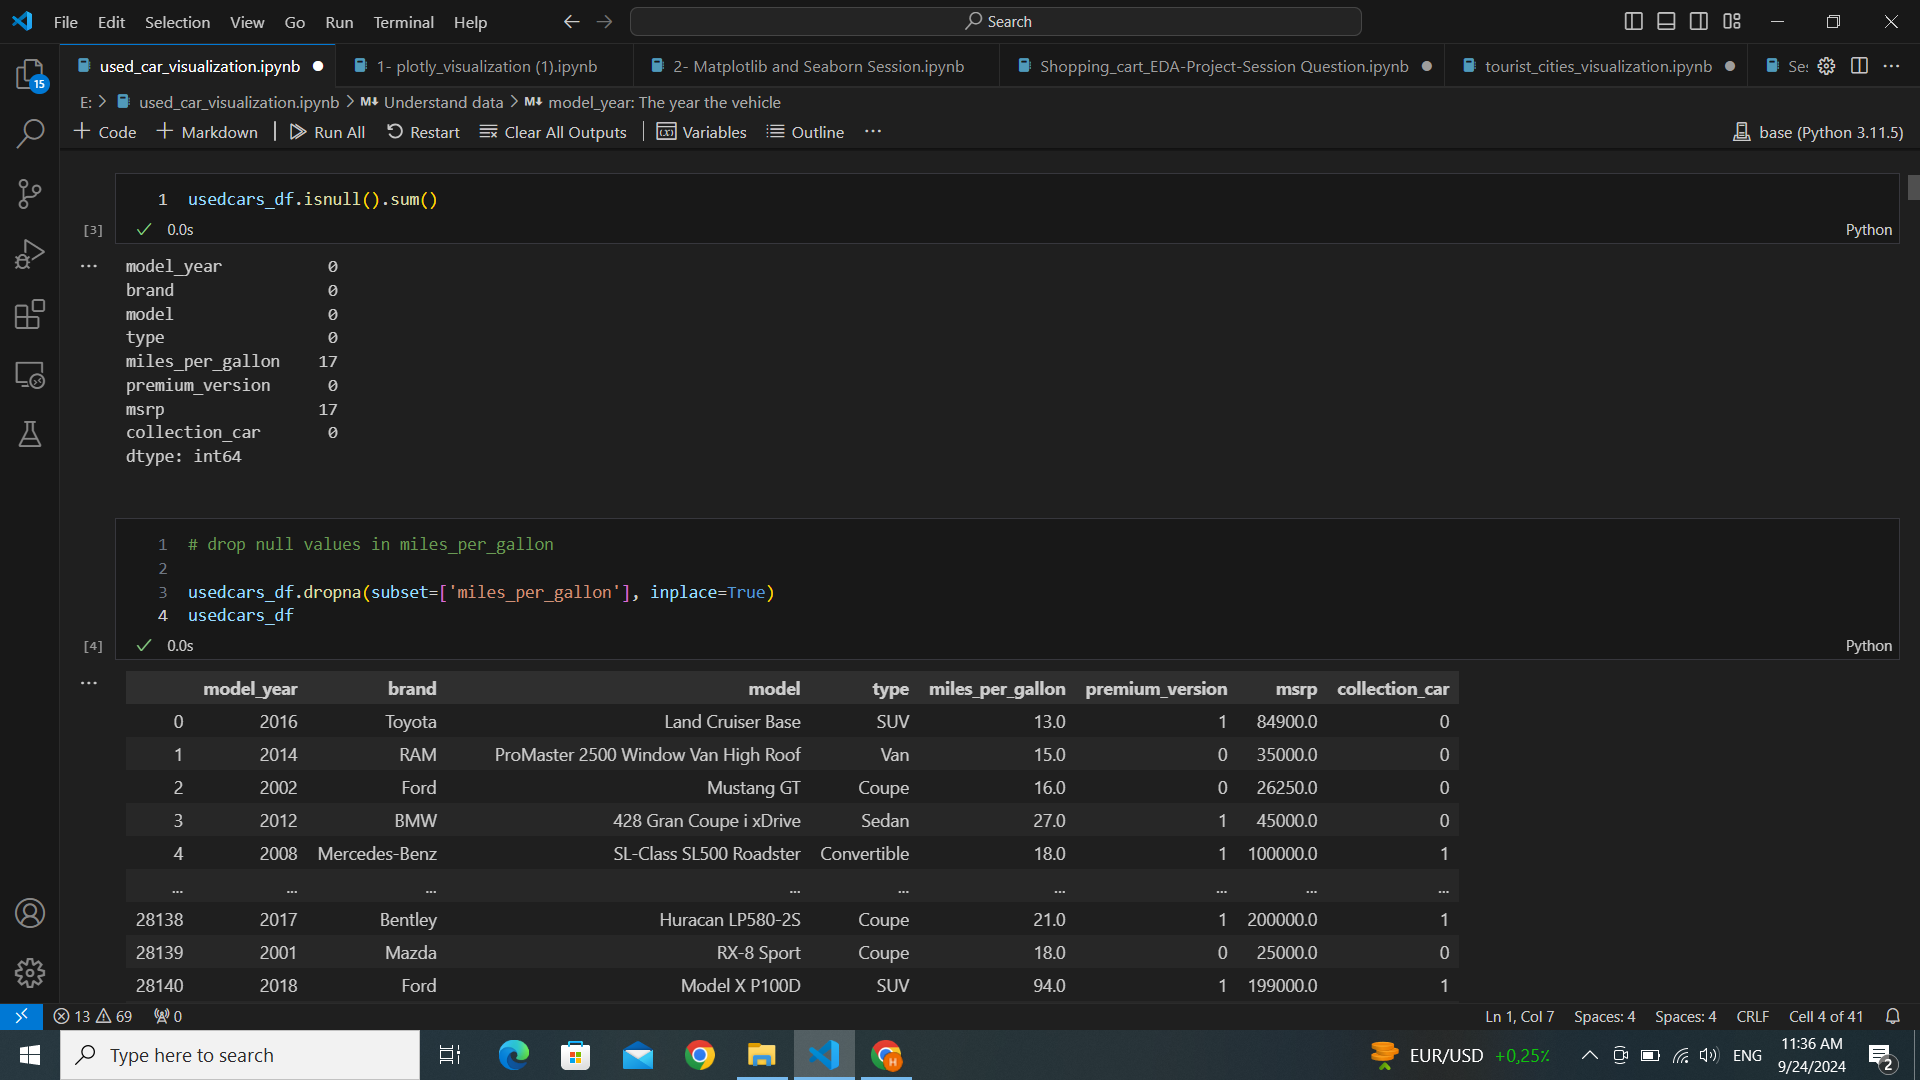 File Edit Selection View Go Run Terminal Help Search
used_car_visualization.ipynb 1- plotly_visualization (1).ipynb 2- Matplotlib and Seaborn Session.ipynb Shopping_cart_EDA-Project-Session Question.ipynb tourist_cities_visualization.ipynb
15
E: > used_car_visualization.ipynb > M↓ Understand data > M↓ model_year: The year the vehicle
+ Code + Markdown Run All Restart Clear All Outputs Variables Outline ... base (Python 3.11.5)
1 usedcars_df.isnull().sum()
[3] 0.0s Python
model_year 0
brand 0
model 0
type 0
miles_per_gallon 17
premium_version 0
msrp 17
collection_car 0
dtype: int64
1 # drop null values in miles_per_gallon
2
3 usedcars_df.dropna(subset=['miles_per_gallon'], inplace=True)
4 usedcars_df
[4] 0.0s Python
model_year brand model type miles_per_gallon premium_version msrp collection_car
0 2016 Toyota Land Cruiser Base SUV 13.0 1 84900.0 0
1 2014 RAM ProMaster 2500 Window Van High Roof Van 15.0 0 35000.0 0
2 2002 Ford Mustang GT Coupe 16.0 0 26250.0 0
3 2012 BMW 428 Gran Coupe i xDrive Sedan 27.0 1 45000.0 0
4 2008 Mercedes-Benz SL-Class SL500 Roadster Convertible 18.0 1 100000.0 1
... ... ... ... ... ... ... ... ...
28138 2017 Bentley Huracan LP580-2S Coupe 21.0 1 200000.0 1
28139 2001 Mazda RX-8 Sport Coupe 18.0 0 25000.0 0
28140 2018 Ford Model X P100D SUV 94.0 1 199000.0 1
13 69 0 Ln 1, Col 7 Spaces: 4 Spaces: 4 CRLF Cell 4 of 41
Type here to search EUR/USD +0,25% ENG 11:36 AM
9/24/2024 2